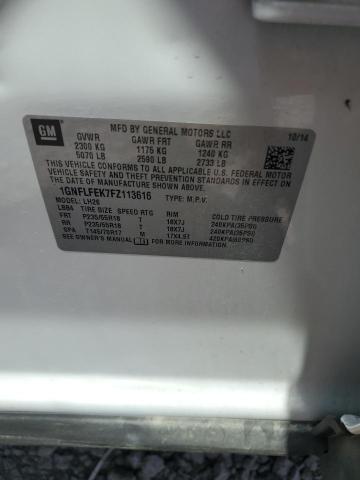 GM
MFD BY GENERAL MOTORS LLC
10/14
GVWR GAWR FRT GAWR RR
2300 KG 1175 KG 1240 KG
5070 LB 2590 LB 2733 LB
THIS VEHICLE CONFORMS TO ALL APPLICABLE U.S. FEDERAL
MOTOR VEHICLE SAFETY, BUMPER, AND THEFT
PREVENTION STANDARDS IN EFFECT ON THE DATE
OF MANUFACTURE SHOWN ABOVE.
1GNFLFEK7FZ113616 TYPE: M.P.V.
MODEL: LH26
LBB4 TIRE SIZE SPEED RTG RIM COLD TIRE PRESSURE
FRT P235/55R18 T 18X7J 240KPA(35PSI)
RR P235/55R18 T 18X7J 240KPA(35PSI)
SPA T145/70R17 M 17X4.5T 420KPA(60PSI)
SEE OWNER'S MANUAL FOR ADDITIONAL INFORMATION.